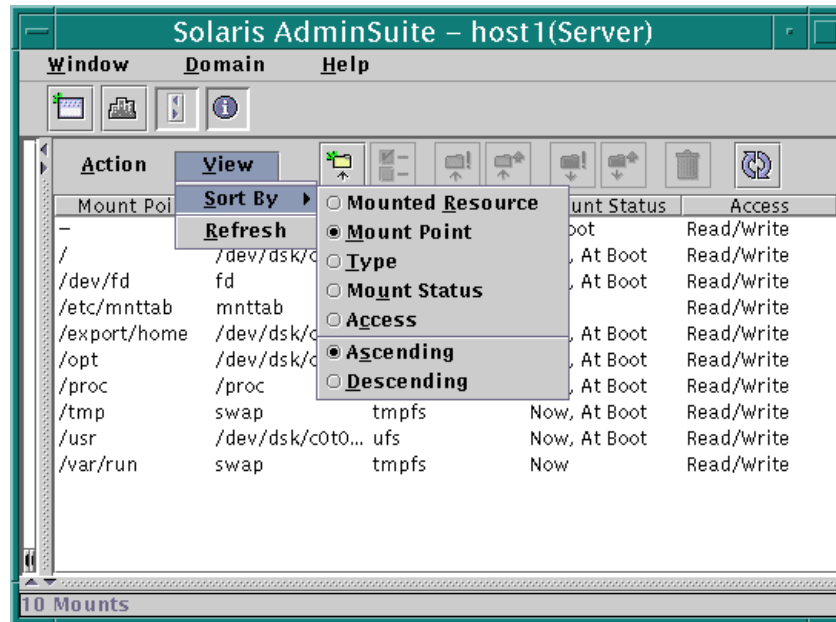 Solaris AdminSuite – host1(Server)
Window Domain Help
Action View
Sort By
Refresh
Mounted Resource
Mount Point
Type
Mount Status
Access
Ascending
Descending
Mount Poi unt Status Access
– oot Read/Write
/ /dev/dsk/c , At Boot Read/Write
/dev/fd fd , At Boot Read/Write
/etc/mnttab mnttab Read/Write
/export/home /dev/dsk/c , At Boot Read/Write
/opt /dev/dsk/c , At Boot Read/Write
/proc /proc , At Boot Read/Write
/tmp swap tmpfs Now, At Boot Read/Write
/usr /dev/dsk/c0t0... ufs Now, At Boot Read/Write
/var/run swap tmpfs Now Read/Write
10 Mounts